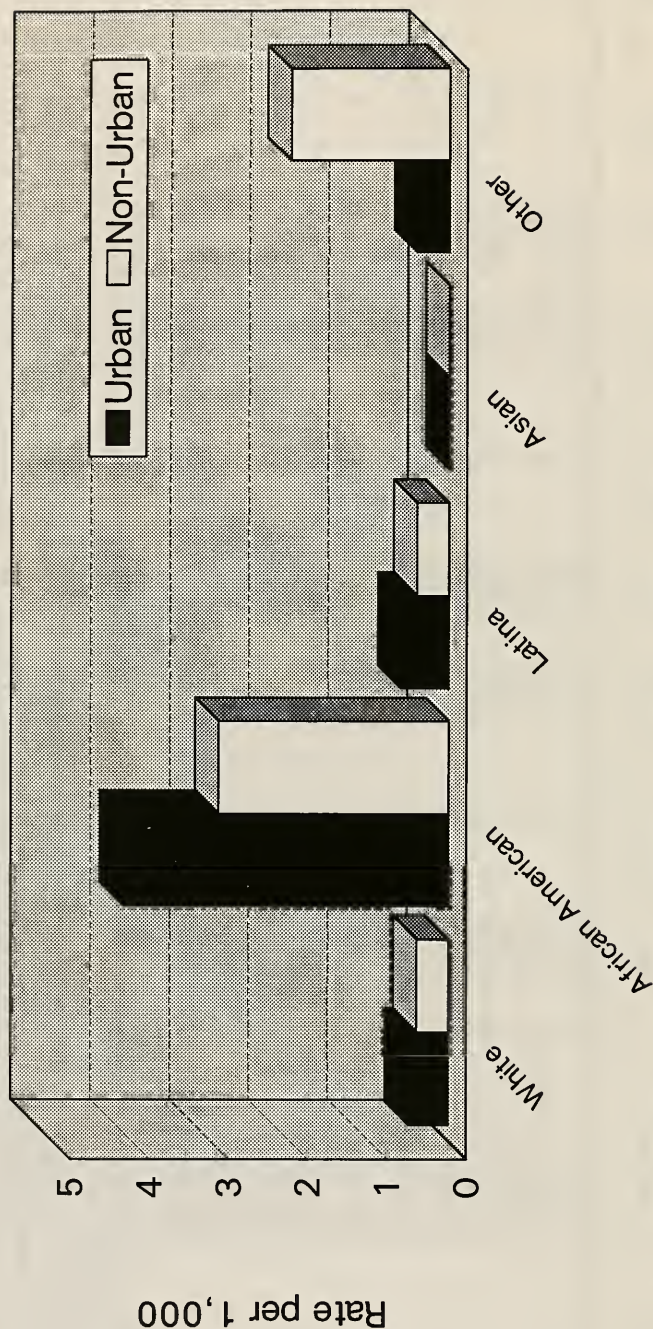 Urban Non-Urban
Rate per 1,000
5
4
3
2
1
0
White
African American
Latina
Asian
Other